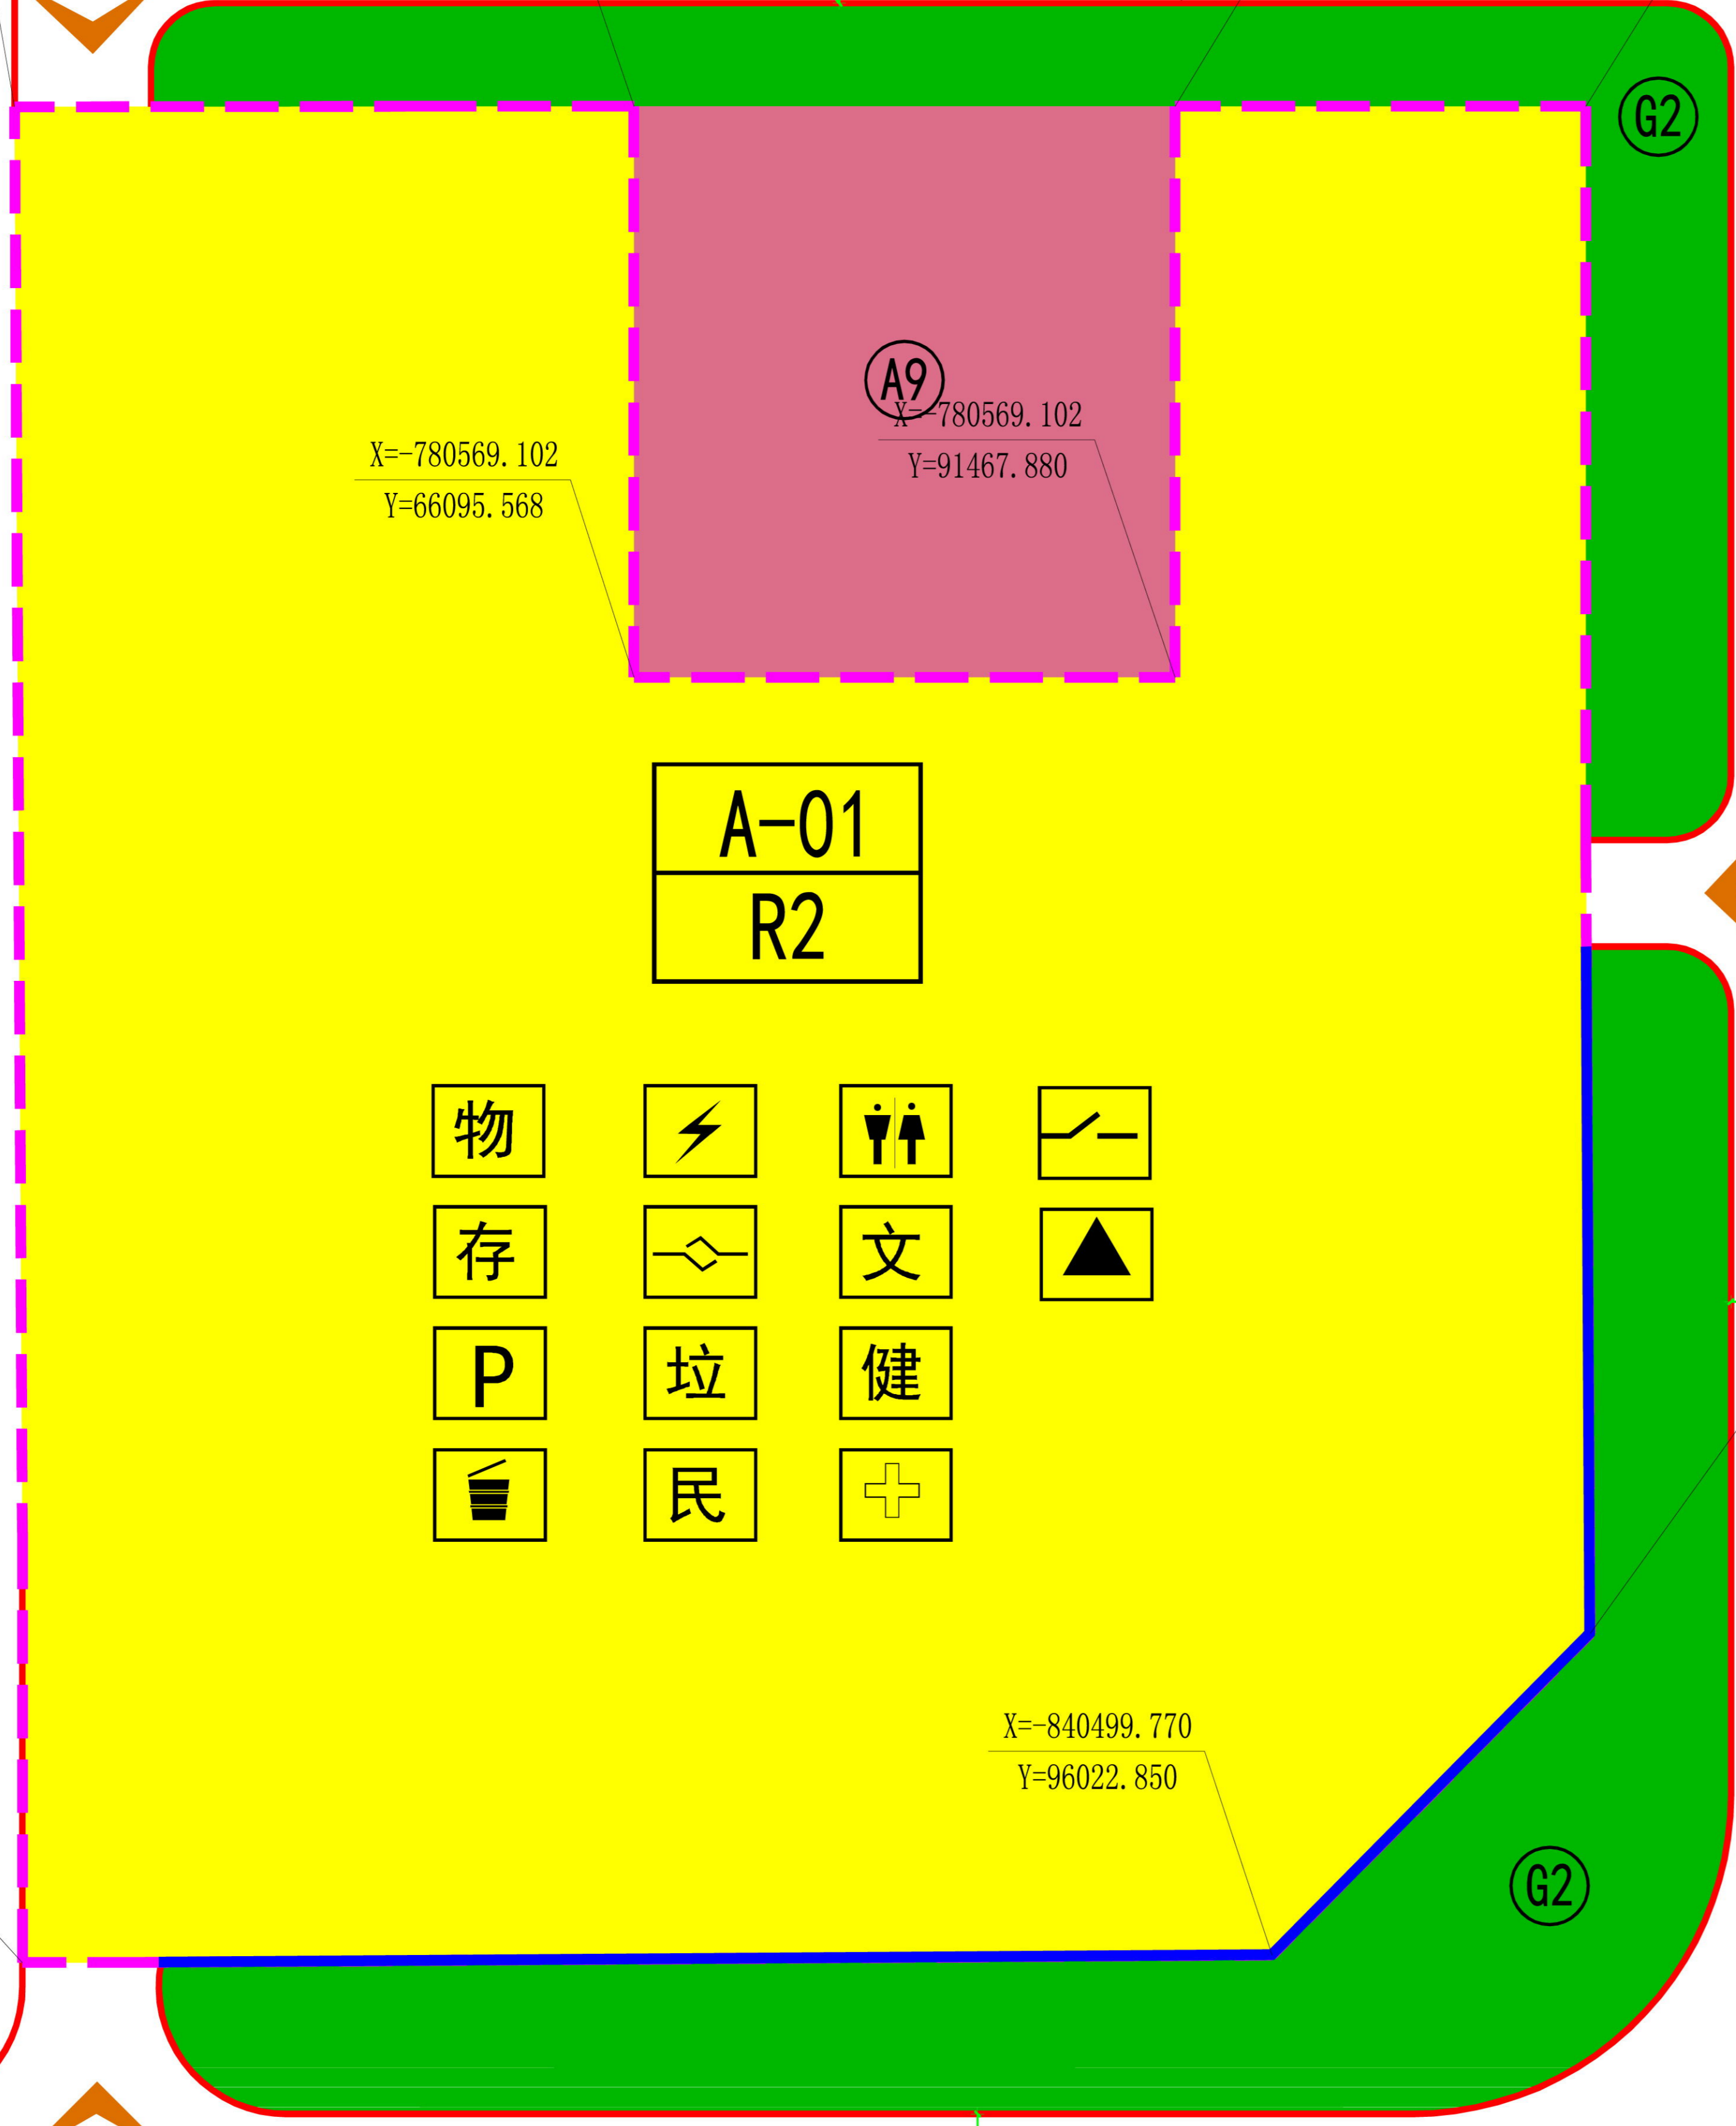 G2
A9
X=-780569.102
Y=91467.880
X=-780569.102
Y=66095.568
A-01
R2
物
存
文
P
垃
健
民
X=-840499.770
Y=96022.850
G2